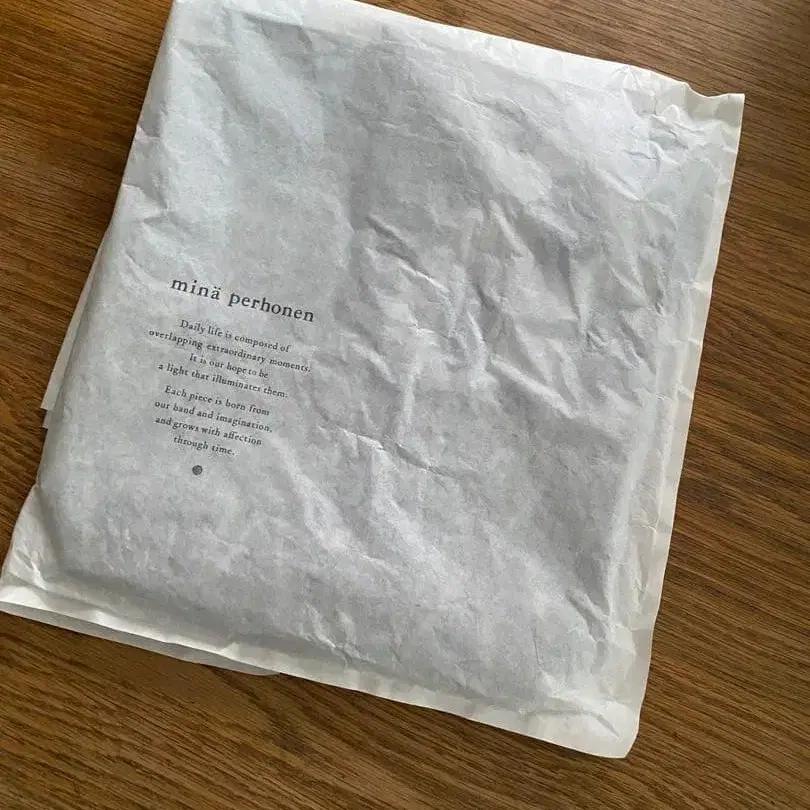 minä perhonen
Daily life is composed of
overlapping extraordinary moments.
It is our hope to be
a light that illuminates them.
Each piece is born from
our hand and imagination,
and grows with affection
through time.